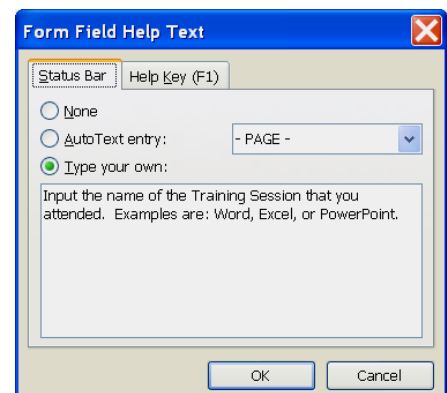 Form Field Help Text
Status Bar
Help Key (F1)
None
AutoText entry:
- PAGE -
Type your own:
Input the name of the Training Session that you
attended.  Examples are: Word, Excel, or PowerPoint.
OK
Cancel